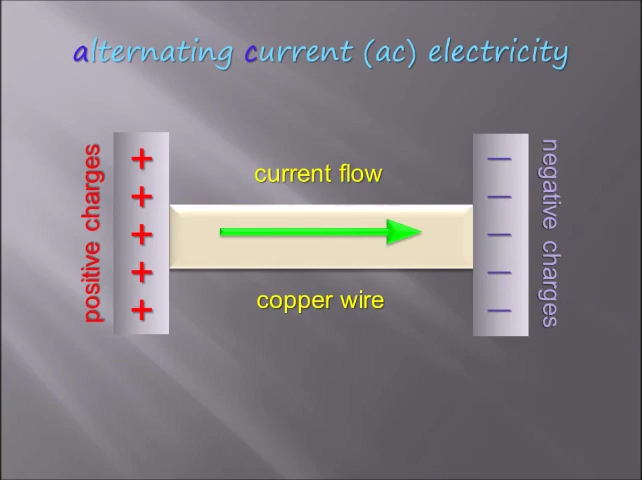 alternating current (ac) electricity
positive charges
+
+
+
+
+
current flow
copper wire
−
−
−
−
−
negative charges